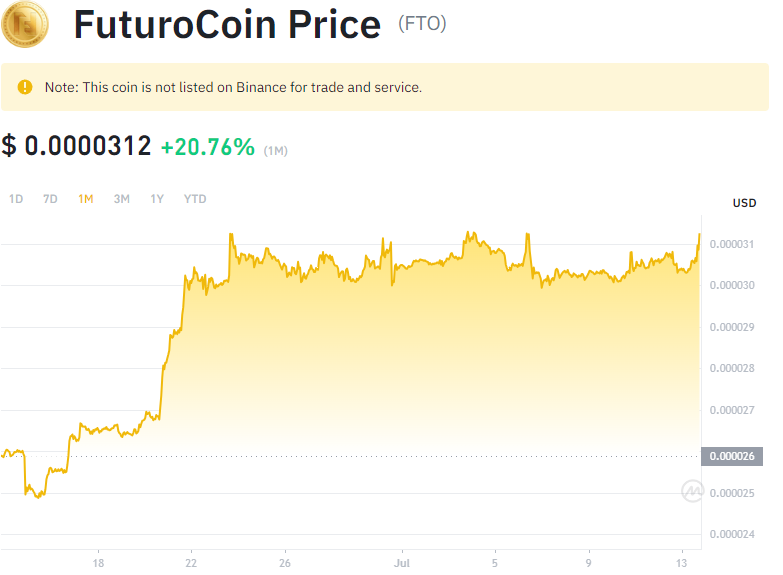 FuturoCoin Price (FTO)
Note: This coin is not listed on Binance for trade and service.
$ 0.0000312 +20.76% (1M)
1D 7D 1M 3M 1Y YTD
USD
0.000031
0.000030
0.000029
0.000028
0.000027
0.000026
0.000025
0.000024
18 22 26 Jul 5 9 13